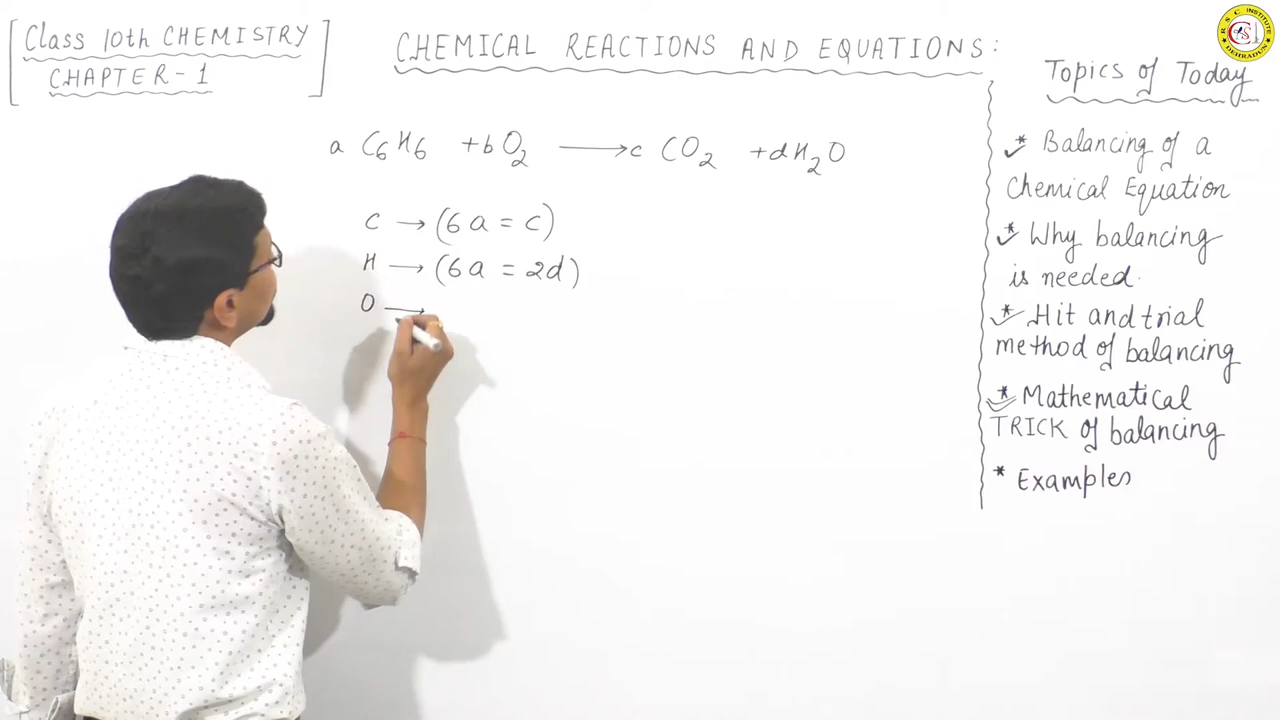 [Class 10th CHEMISTRY
CHAPTER-1]
CHEMICAL REACTIONS AND EQUATIONS:
a C₆H₆ + b O₂ ⟶ c CO₂ + d H₂O
C → (6a = c)
H → (6a = 2d)
O →
Topics of Today
* Balancing of a
Chemical Equation
* Why balancing
is needed.
* Hit and trial
method of balancing
* Mathematical
TRICK of balancing
* Examples
R S C INSTITUTE
DEHRADUN